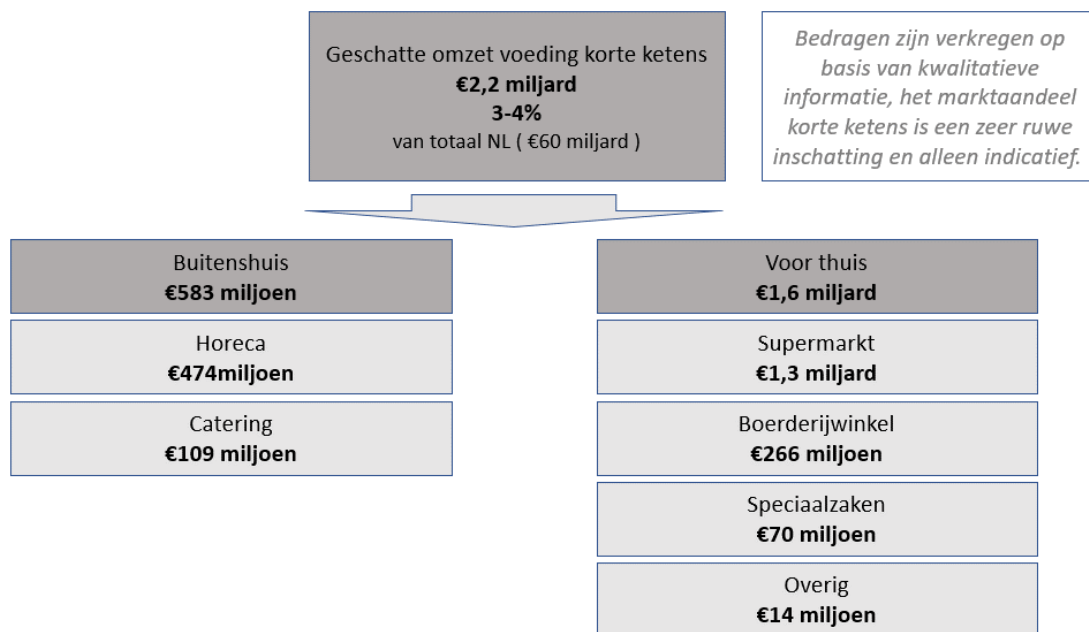 Geschatte omzet voeding korte ketens
€2,2 miljard
3-4%
van totaal NL ( €60 miljard )
Bedragen zijn verkregen op
basis van kwalitatieve
informatie, het marktaandeel
korte ketens is een zeer ruwe
inschatting en alleen indicatief.
Buitenshuis
€583 miljoen
Horeca
€474miljoen
Catering
€109 miljoen
Voor thuis
€1,6 miljard
Supermarkt
€1,3 miljard
Boerderijwinkel
€266 miljoen
Speciaalzaken
€70 miljoen
Overig
€14 miljoen